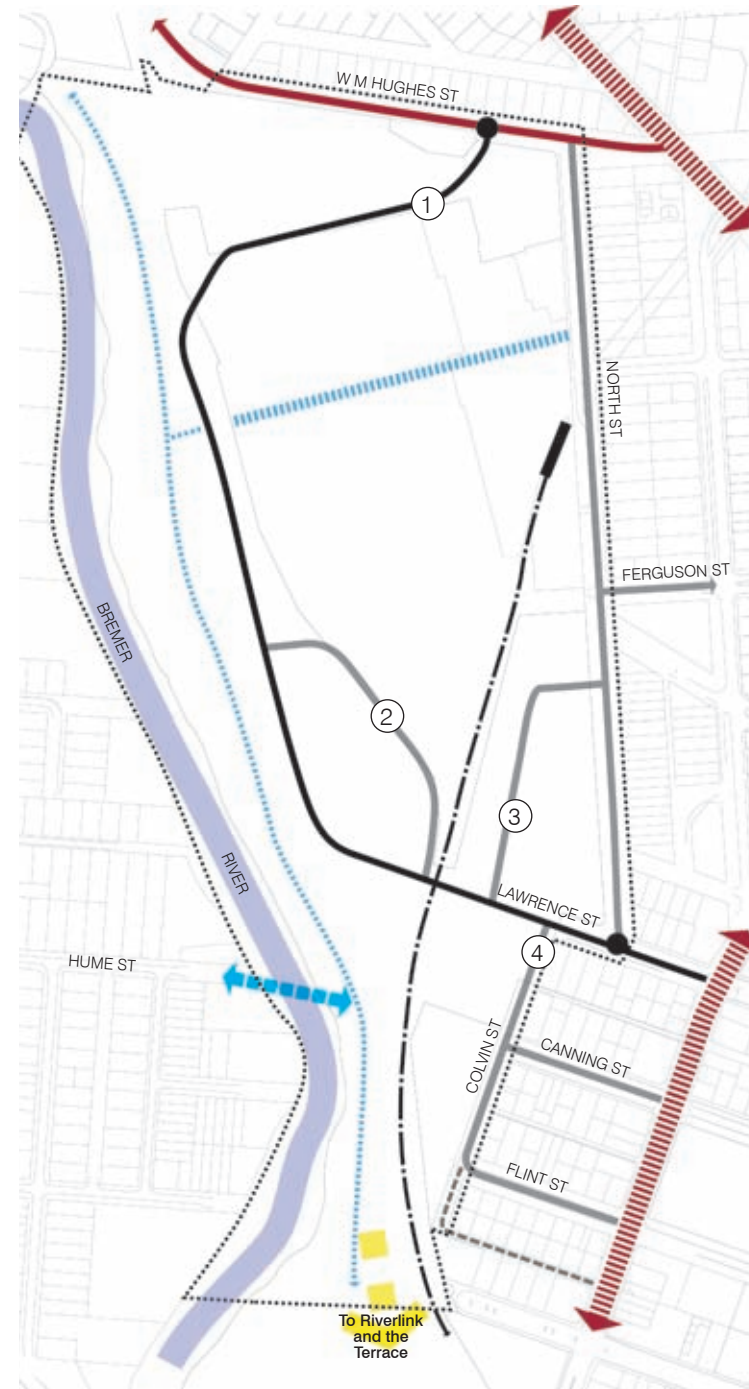 W M HUGHES ST
1
NORTH ST
FERGUSON ST
BREMER
2
3
RIVER
LAWRENCE ST
4
HUME ST
COLVIN ST
CANNING ST
FLINT ST
To Riverlink
and the
Terrace